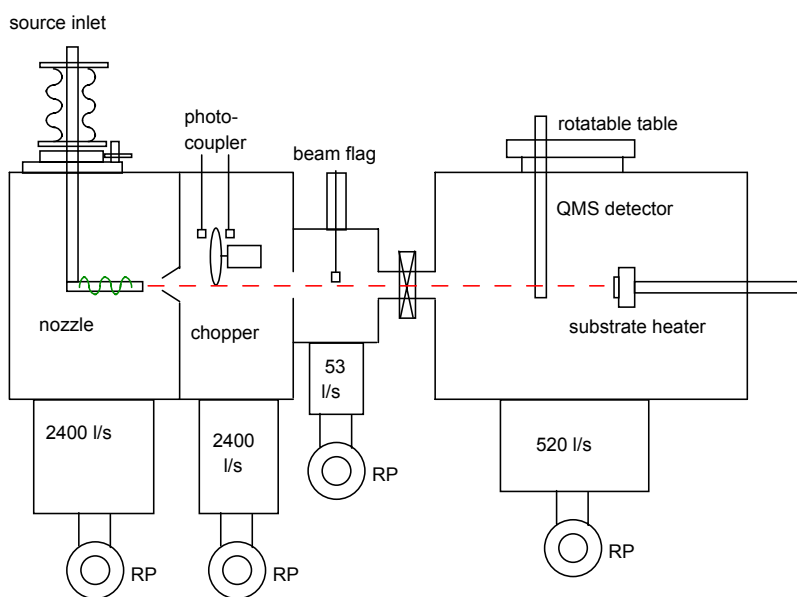 source inlet
photo-
coupler
beam flag
rotatable table
QMS detector
nozzle
chopper
substrate heater
53
l/s
2400 l/s
2400
l/s
520 l/s
RP
RP
RP
RP